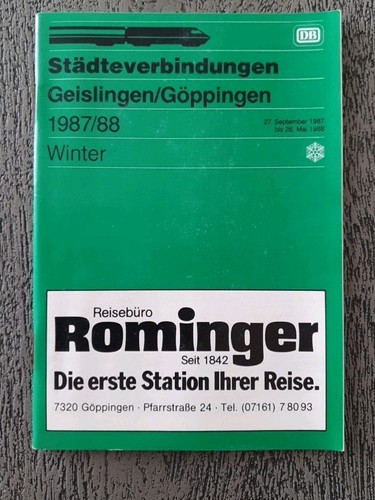 DB
Städteverbindungen
Geislingen/Göppingen
1987/88
27. September 1987
bis 28. Mai 1988
Winter
Reisebüro
Rominger
Seit 1842
Die erste Station Ihrer Reise.
7320 Göppingen · Pfarrstraße 24 · Tel. (07161) 7 80 93